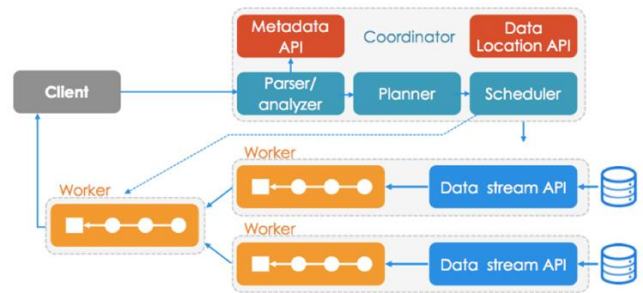 Metadata
API
Coordinator
Data
Location API
Client
Parser/
analyzer
Planner
Scheduler
Worker
Data stream API
Worker
Worker
Data stream API